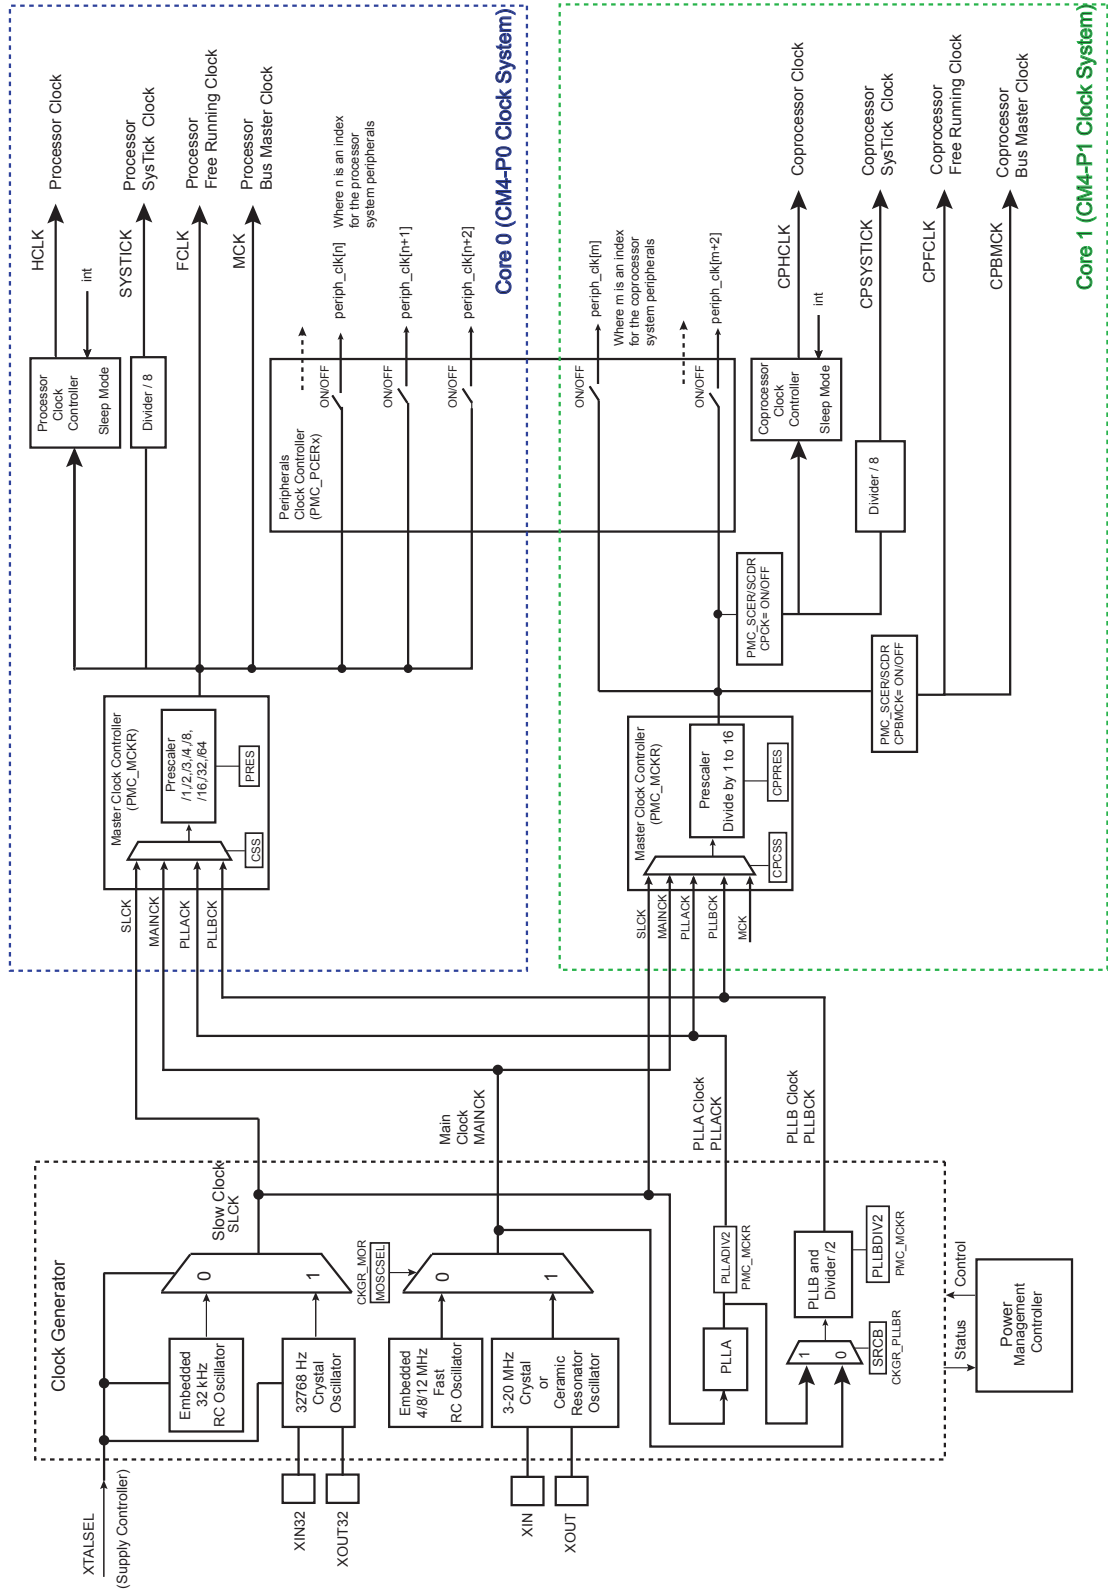 Clock Generator
XTALSEL
(Supply Controller)
Embedded
32 kHz
RC Oscillator
32768 Hz
Crystal
Oscillator
XIN32
XOUT32
0
1
Slow Clock
SLCK
CKGR_MOR
MOSCSEL
Embedded
4/8/12 MHz
Fast
RC Oscillator
3-20 MHz
Crystal
or
Ceramic
Resonator
Oscillator
XIN
XOUT
0
1
Main
Clock
MAINCK
PLLA
PLLADIV2
PMC_MCKR
PLLA Clock
PLLACK
1
0
SRCB
CKGR_PLLBR
PLLB and
Divider /2
PLLBDIV2
PMC_MCKR
PLLB Clock
PLLBCK
Status
Control
Power
Management
Controller
SLCK
MAINCK
PLLACK
PLLBCK
Master Clock Controller
(PMC_MCKR)
CSS
Prescaler
/1,/2,/3,/4,/8,
/16,/32,/64
PRES
Processor
Clock
Controller
Sleep Mode
int
HCLK
Processor Clock
Divider / 8
SYSTICK
Processor
SysTick Clock
FCLK
Processor
Free Running Clock
MCK
Processor
Bus Master Clock
Peripherals
Clock Controller
(PMC_PCERx)
ON/OFF
periph_clk[n]
Where n is an index
for the processor
system peripherals
ON/OFF
periph_clk[n+1]
ON/OFF
periph_clk[n+2]
Core 0 (CM4-P0 Clock System)
SLCK
MAINCK
PLLACK
PLLBCK
MCK
Master Clock Controller
(PMC_MCKR)
CPCSS
Prescaler
Divide by 1 to 16
CPPRES
ON/OFF
periph_clk[m]
Where m is an index
for the coprocessor
system peripherals
ON/OFF
periph_clk[m+2]
PMC_SCER/SCDR
CPCK= ON/OFF
Coprocessor
Clock
Controller
Sleep Mode
int
CPHCLK
Coprocessor Clock
Divider / 8
CPSYSTICK
Coprocessor
SysTick Clock
PMC_SCER/SCDR
CPBMCK= ON/OFF
CPFCLK
Coprocessor
Free Running Clock
CPBMCK
Coprocessor
Bus Master Clock
Core 1 (CM4-P1 Clock System)